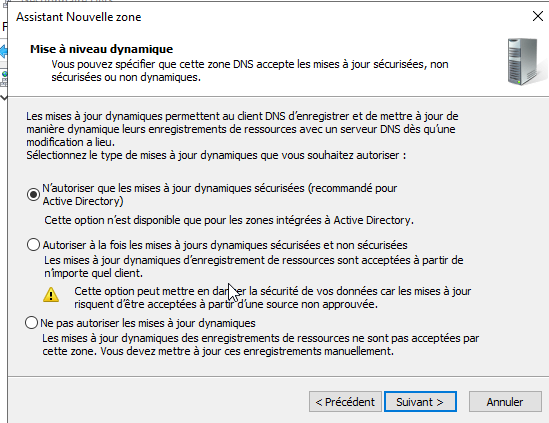 Assistant Nouvelle zone
Mise à niveau dynamique
Vous pouvez spécifier que cette zone DNS accepte les mises à jour sécurisées, non
sécurisées ou non dynamiques.
Les mises à jour dynamiques permettent au client DNS d'enregistrer et de mettre à jour de
manière dynamique leurs enregistrements de ressources avec un serveur DNS dès qu'une
modification a lieu.
Sélectionnez le type de mises à jour dynamiques que vous souhaitez autoriser :
N'autoriser que les mises à jour dynamiques sécurisées (recommandé pour
Active Directory)
Cette option n'est disponible que pour les zones intégrées à Active Directory.
Autoriser à la fois les mises à jours dynamiques sécurisées et non sécurisées
Les mises à jour dynamiques d'enregistrement de ressources sont acceptées à partir de
n'importe quel client.
Cette option peut mettre en danger la sécurité de vos données car les mises à jour
risquent d'être acceptées à partir d'une source non approuvée.
Ne pas autoriser les mises à jour dynamiques
Les mises à jour dynamiques des enregistrements de ressources ne sont pas acceptées par
cette zone. Vous devez mettre à jour ces enregistrements manuellement.
< Précédent
Suivant >
Annuler